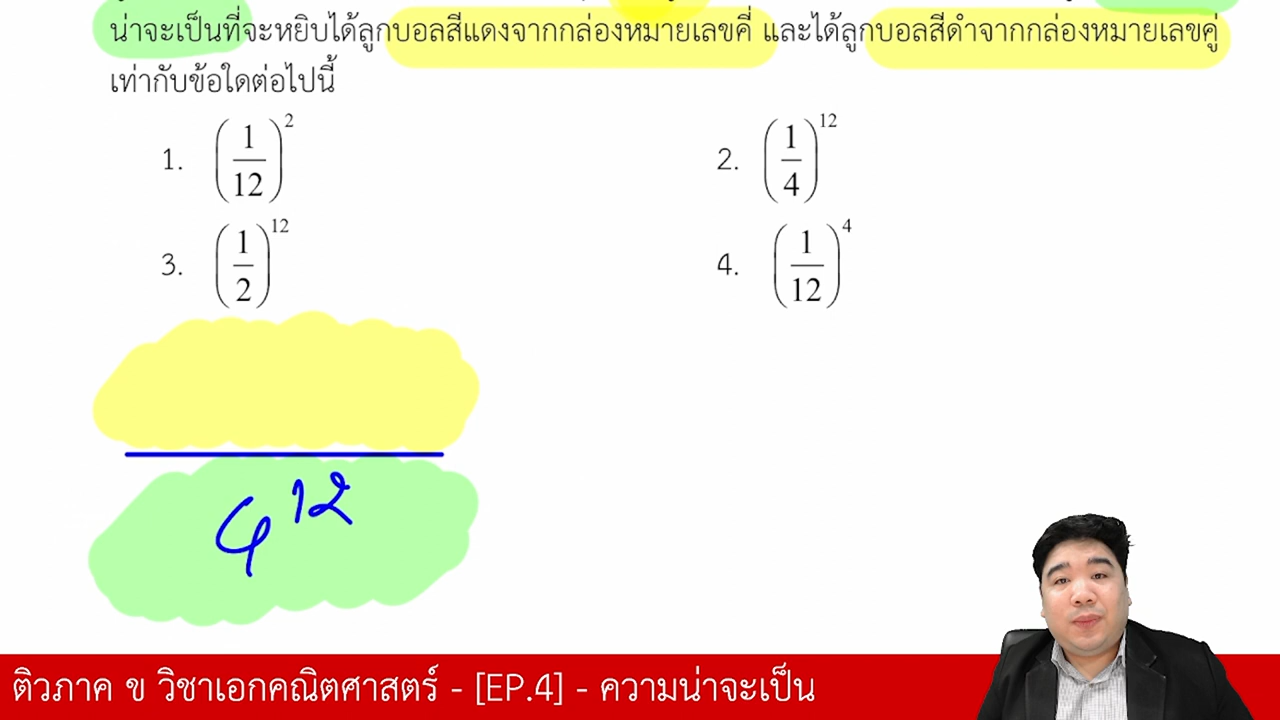 น่าจะเป็นที่จะหยิบได้ลูกบอลสีแดงจากกล่องหมายเลขคี่ และได้ลูกบอลสีดำจากกล่องหมายเลขคู่
เท่ากับข้อใดต่อไปนี้
1. (1/12)^2
2. (1/4)^12
3. (1/2)^12
4. (1/12)^4
4^12
ติวภาค ข วิชาเอกคณิตศาสตร์ - [EP.4] - ความน่าจะเป็น